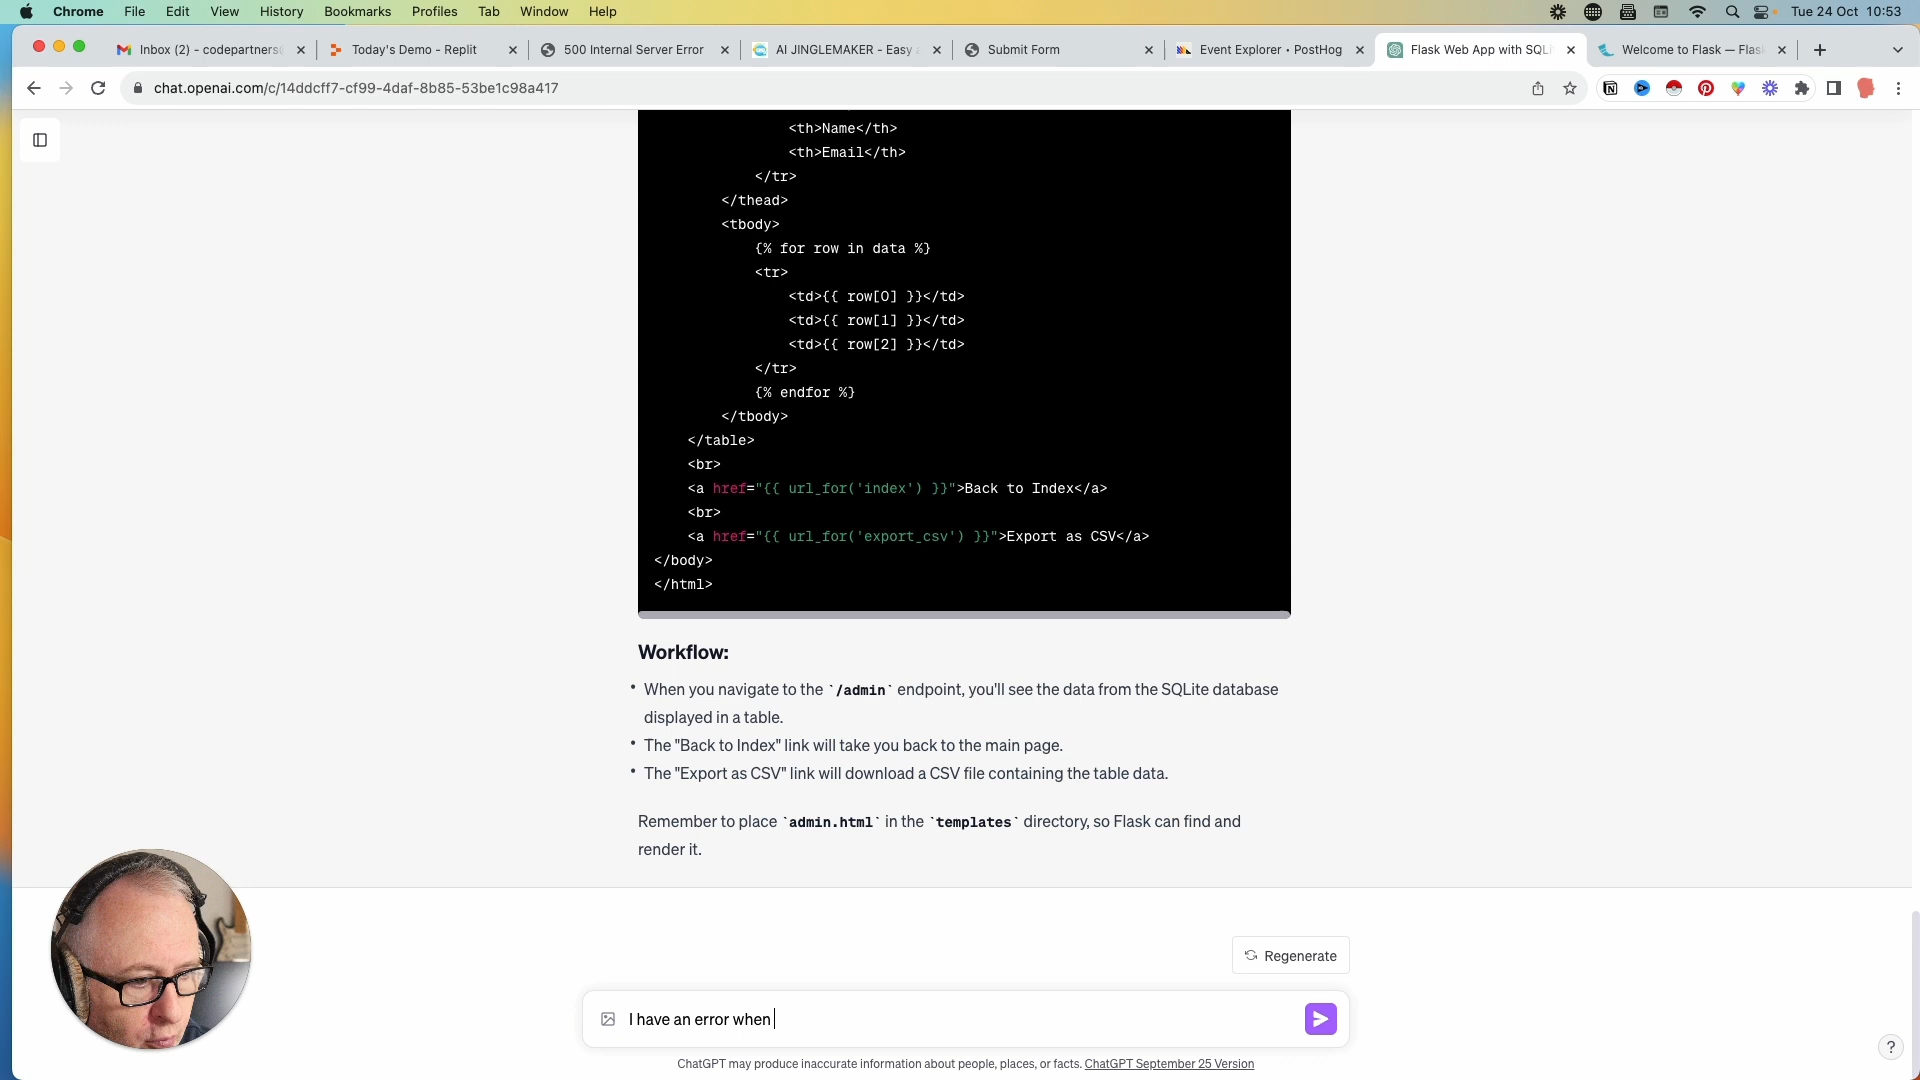 Chrome File Edit View History Bookmarks Profiles Tab Window Help Tue 24 Oct 10:53
Inbox (2) - codepartners Today's Demo - Replit 500 Internal Server Error AI JINGLEMAKER - Easy Submit Form Event Explorer • PostHog Flask Web App with SQLi Welcome to Flask — Flas
chat.openai.com/c/14ddcff7-cf99-4daf-8b85-53be1c98a417
<th>Name</th>
<th>Email</th>
</tr>
</thead>
<tbody>
{% for row in data %}
<tr>
<td>{{ row[0] }}</td>
<td>{{ row[1] }}</td>
<td>{{ row[2] }}</td>
</tr>
{% endfor %}
</tbody>
</table>
<br>
<a href="{{ url_for('index') }}">Back to Index</a>
<br>
<a href="{{ url_for('export_csv') }}">Export as CSV</a>
</body>
</html>
Workflow:
• When you navigate to the `/admin` endpoint, you'll see the data from the SQLite database
displayed in a table.
• The "Back to Index" link will take you back to the main page.
• The "Export as CSV" link will download a CSV file containing the table data.
Remember to place `admin.html` in the `templates` directory, so Flask can find and
render it.
Regenerate
I have an error when
ChatGPT may produce inaccurate information about people, places, or facts. ChatGPT September 25 Version
?